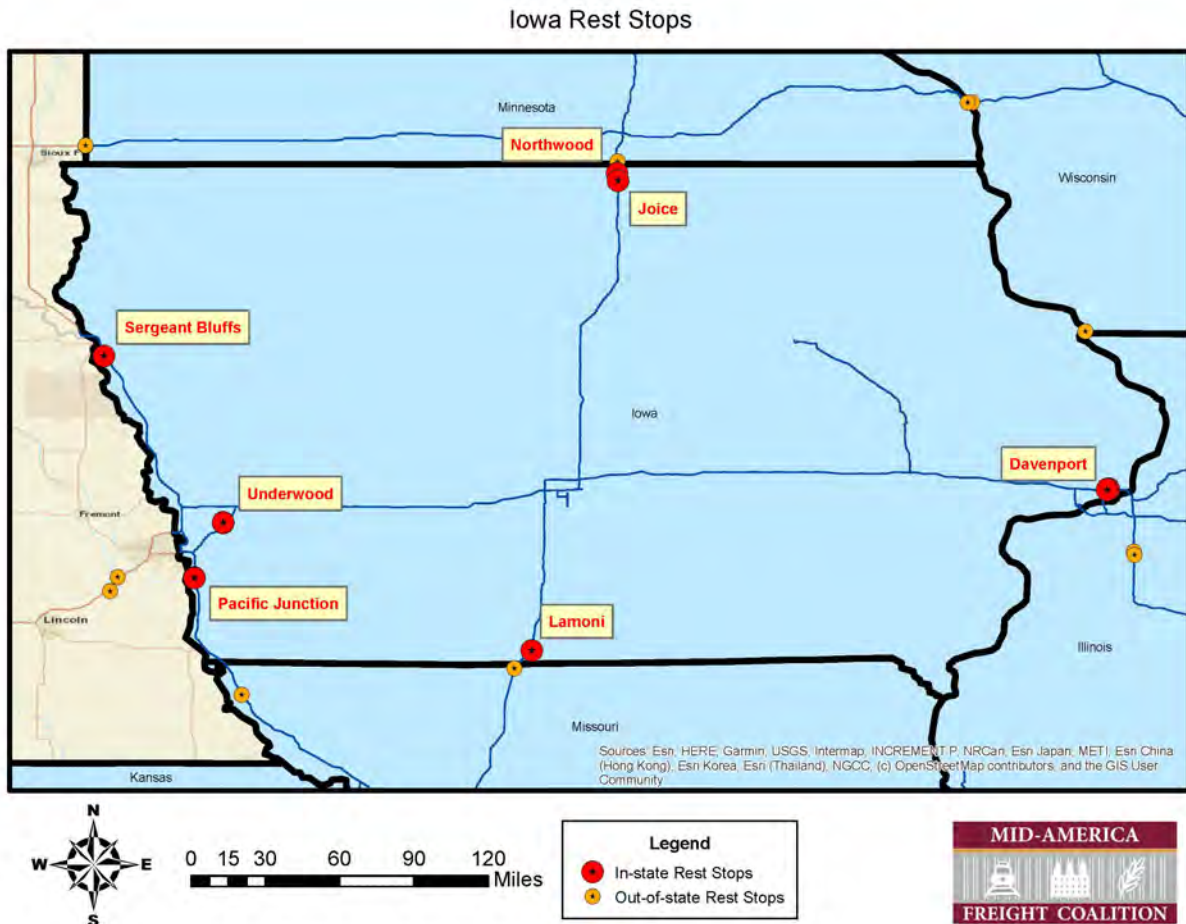 Iowa Rest Stops
Minnesota
Northwood
Sioux F
Wisconsin
Joice
Sergeant Bluffs
Iowa
Davenport
Underwood
Fremont
Pacific Junction
Lincoln
Lamoni
Illinois
Missouri
Sources: Esri, HERE, Garmin, USGS, Intermap, INCREMENT P, NRCan, Esri Japan, METI, Esri China
(Hong Kong), Esri Korea, Esri (Thailand), NGCC, (c) OpenStreetMap contributors, and the GIS User
Community
Kansas
N
W
E
S
0 15 30 60 90 120
Miles
Legend
In-state Rest Stops
Out-of-state Rest Stops
MID-AMERICA
FREIGHT COALITION